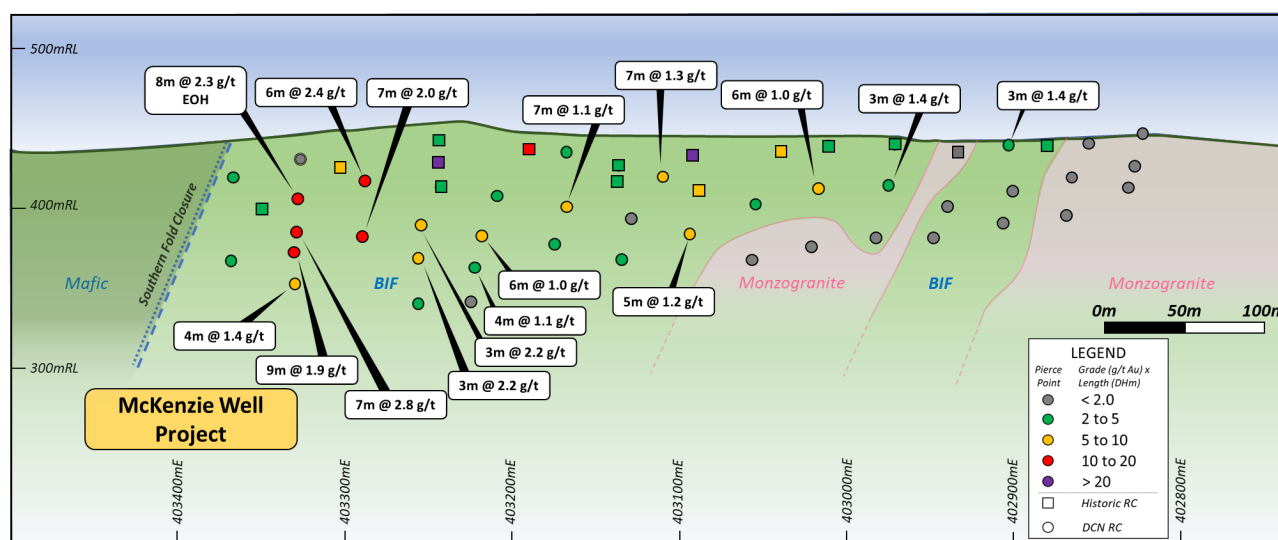 500mRL
400mRL
300mRL
8m @ 2.3 g/t
EOH
6m @ 2.4 g/t
7m @ 2.0 g/t
7m @ 1.1 g/t
7m @ 1.3 g/t
6m @ 1.0 g/t
3m @ 1.4 g/t
3m @ 1.4 g/t
Southern Fold Closure
Mafic
BIF
Monzogranite
BIF
Monzogranite
4m @ 1.4 g/t
9m @ 1.9 g/t
7m @ 2.8 g/t
3m @ 2.2 g/t
3m @ 2.2 g/t
4m @ 1.1 g/t
6m @ 1.0 g/t
5m @ 1.2 g/t
0m
50m
100m
McKenzie Well
Project
LEGEND
Pierce
Point
Grade (g/t Au) x
Length (DHm)
< 2.0
2 to 5
5 to 10
10 to 20
> 20
Historic RC
DCN RC
403400mE
403300mE
403200mE
403100mE
403000mE
402900mE
402800mE